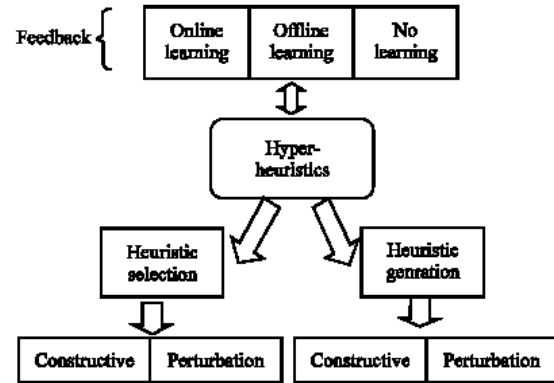 Feedback
Online learning
Offline learning
No learning
Hyper-
heuristics
Heuristic
selection
Heuristic
genration
Constructive
Perturbation
Constructive
Perturbation